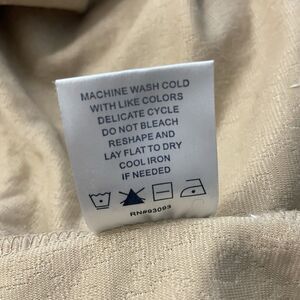 MACHINE WASH COLD
WITH LIKE COLORS
DELICATE CYCLE
DO NOT BLEACH
RESHAPE AND
LAY FLAT TO DRY
COOL IRON
IF NEEDED
RN#93093